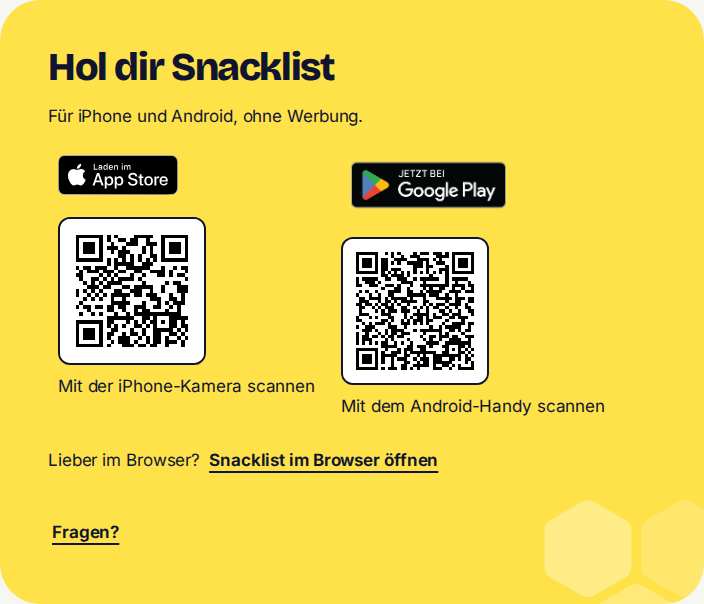 Hol dir Snacklist
Für iPhone und Android, ohne Werbung.
Laden im
App Store
JETZT BEI
Google Play
Mit der iPhone-Kamera scannen
Mit dem Android-Handy scannen
Lieber im Browser? Snacklist im Browser öffnen
Fragen?